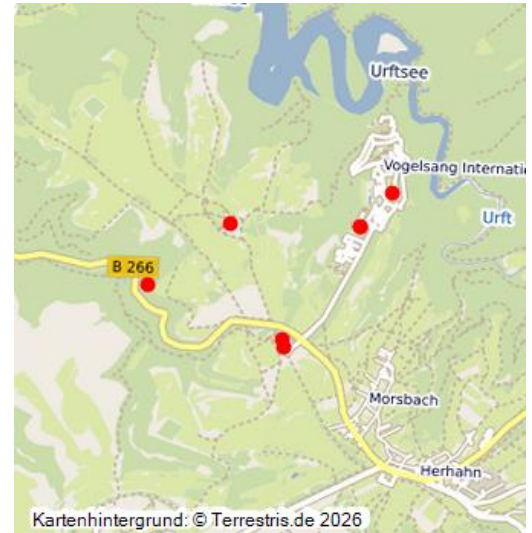 Urftsee
Vogelsang Internati
Urft
B 266
Morsbach
Herhahn
Kartenhintergrund: © Terrestris.de 2026